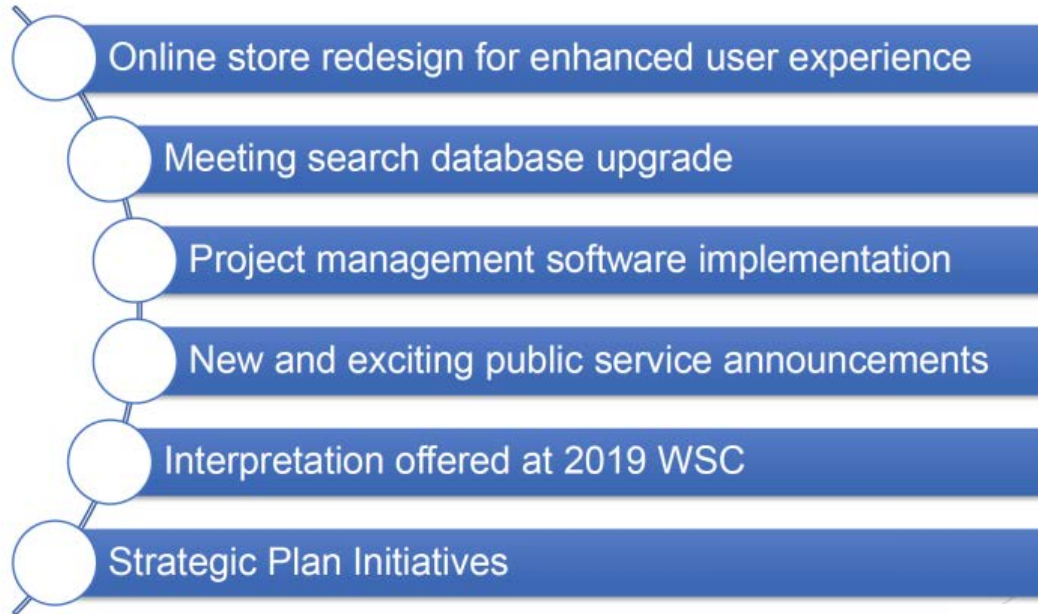 Online store redesign for enhanced user experience
Meeting search database upgrade
Project management software implementation
New and exciting public service announcements
Interpretation offered at 2019 WSC
Strategic Plan Initiatives